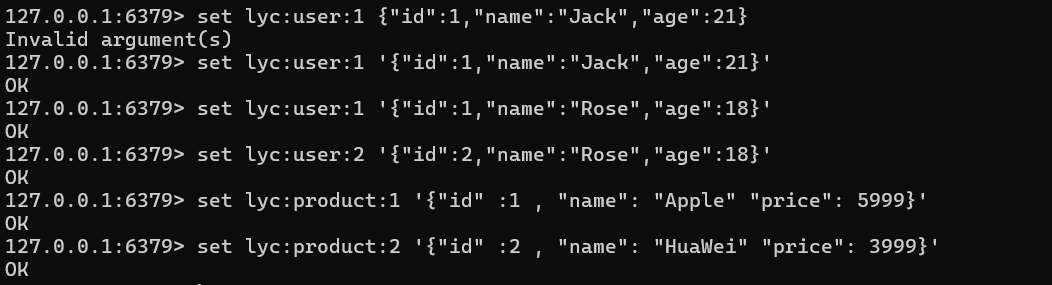 127.0.0.1:6379> set lyc:user:1 {"id":1,"name":"Jack","age":21}
Invalid argument(s)
127.0.0.1:6379> set lyc:user:1 '{"id":1,"name":"Jack","age":21}'
OK
127.0.0.1:6379> set lyc:user:1 '{"id":1,"name":"Rose","age":18}'
OK
127.0.0.1:6379> set lyc:user:2 '{"id":2,"name":"Rose","age":18}'
OK
127.0.0.1:6379> set lyc:product:1 '{"id" :1 , "name": "Apple" "price": 5999}'
OK
127.0.0.1:6379> set lyc:product:2 '{"id" :2 , "name": "HuaWei" "price": 3999}'
OK